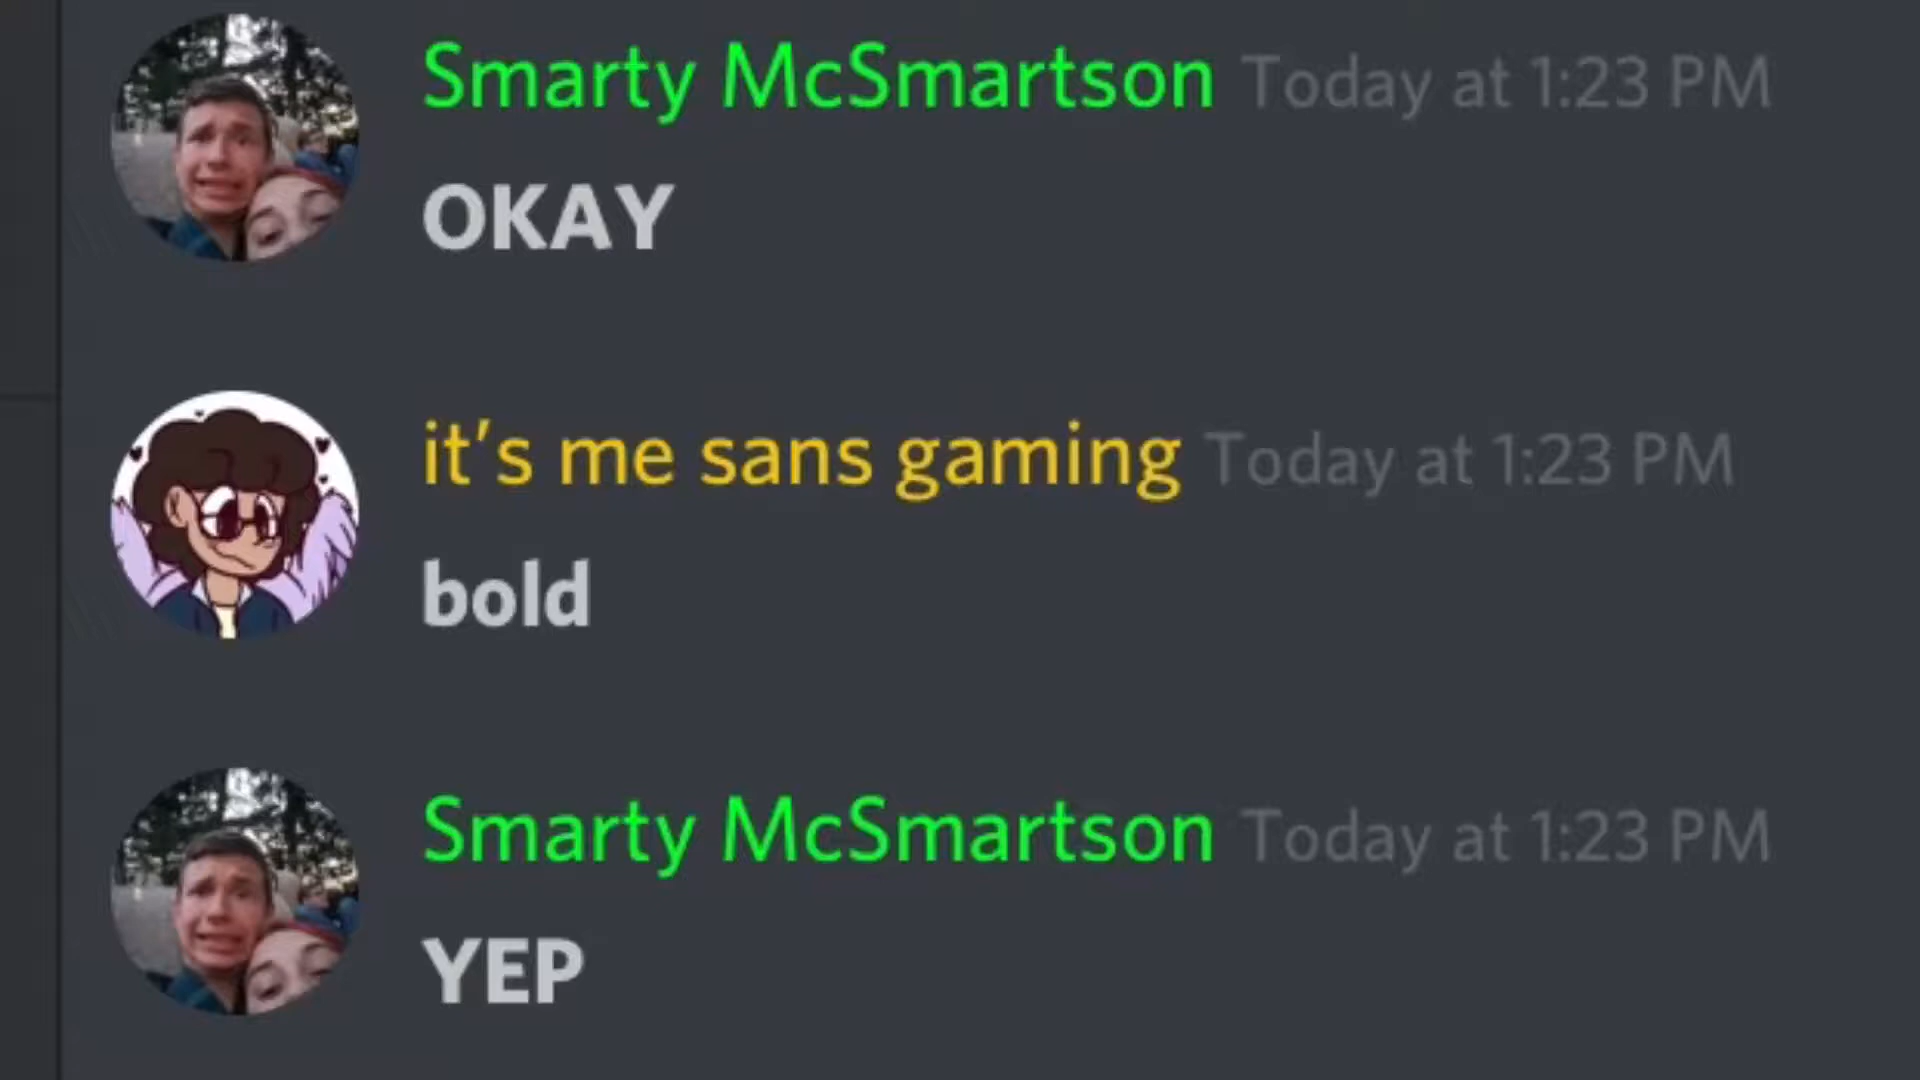 Smarty McSmartson Today at 1:23 PM
OKAY
it's me sans gaming Today at 1:23 PM
bold
Smarty McSmartson Today at 1:23 PM
YEP